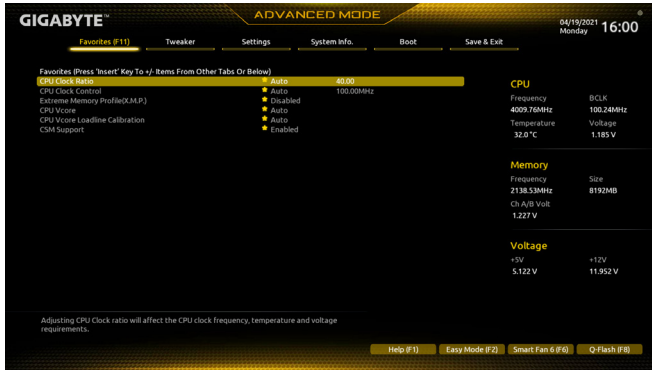 GIGABYTE™
ADVANCED MODE
04/19/2021 Monday 16:00
Favorites (F11) Tweaker Settings System Info. Boot Save & Exit
Favorites (Press 'Insert' Key To +/- Items From Other Tabs Or Below)
CPU Clock Ratio Auto 40.00
CPU Clock Control Auto 100.00MHz
Extreme Memory Profile(X.M.P.) Disabled
CPU Vcore Auto
CPU Vcore Loadline Calibration Auto
CSM Support Enabled
CPU
Frequency BCLK
4009.76MHz 100.24MHz
Temperature Voltage
32.0 °C 1.185 V
Memory
Frequency Size
2138.53MHz 8192MB
Ch A/B Volt
1.227 V
Voltage
+5V +12V
5.122 V 11.952 V
Adjusting CPU Clock ratio will affect the CPU clock frequency, temperature and voltage
requirements.
Help (F1) Easy Mode (F2) Smart Fan 6 (F6) Q-Flash (F8)